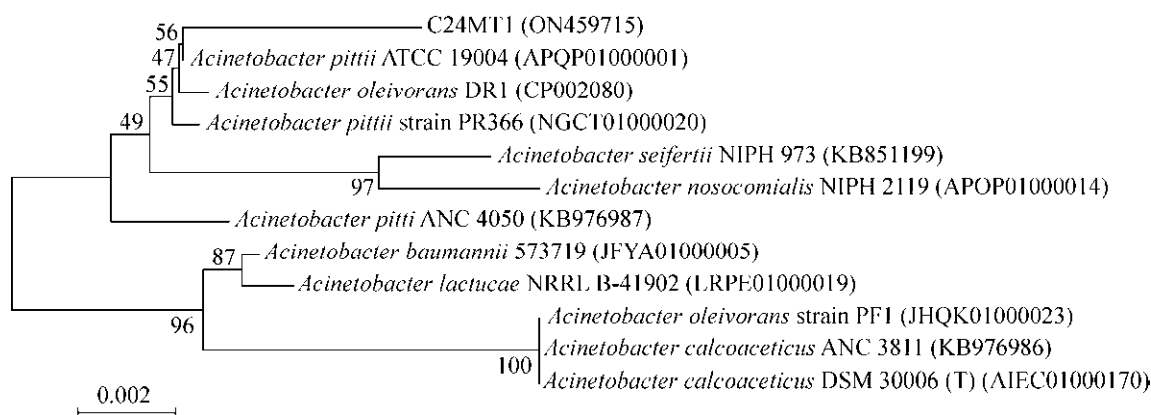 56
C24MT1 (ON459715)
47
Acinetobacter pittii ATCC 19004 (APQP01000001)
55
Acinetobacter oleivorans DR1 (CP002080)
49
Acinetobacter pittii strain PR366 (NGCT01000020)
Acinetobacter seifertii NIPH 973 (KB851199)
97
Acinetobacter nosocomialis NIPH 2119 (APOP01000014)
Acinetobacter pitti ANC 4050 (KB976987)
87
Acinetobacter baumannii 573719 (JFYA01000005)
Acinetobacter lactucae NRRL B-41902 (LRPE01000019)
96
Acinetobacter oleivorans strain PF1 (JHQK01000023)
Acinetobacter calcoaceticus ANC 3811 (KB976986)
100
Acinetobacter calcoaceticus DSM 30006 (T) (AIEC01000170)
0.002